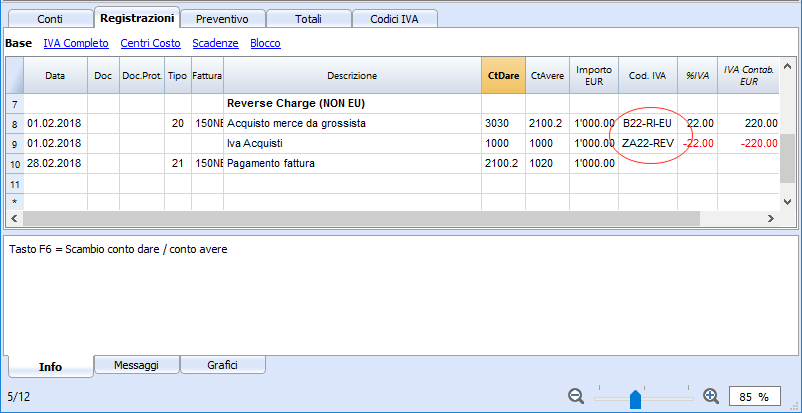 Conti Registrazioni Preventivo Totali Codici IVA
Base IVA Completo Centri Costo Scadenze Blocco
Data Doc Doc.Prot. Tipo Fattura Descrizione CtDare CtAvere Importo EUR Cod. IVA %IVA IVA Contab. EUR
7 Reverse Charge (NON EU)
8 01.02.2018 20 150NE Acquisto merce da grossista 3030 2100.2 1'000.00 B22-RI-EU 22.00 220.00
9 01.02.2018 Iva Acquisti 1000 1000 1'000.00 ZA22-REV -22.00 -220.00
10 28.02.2018 21 150NE Pagamento fattura 2100.2 1020 1'000.00
11
*
Tasto F6 = Scambio conto dare / conto avere
Info Messaggi Grafici
5/12 85 %